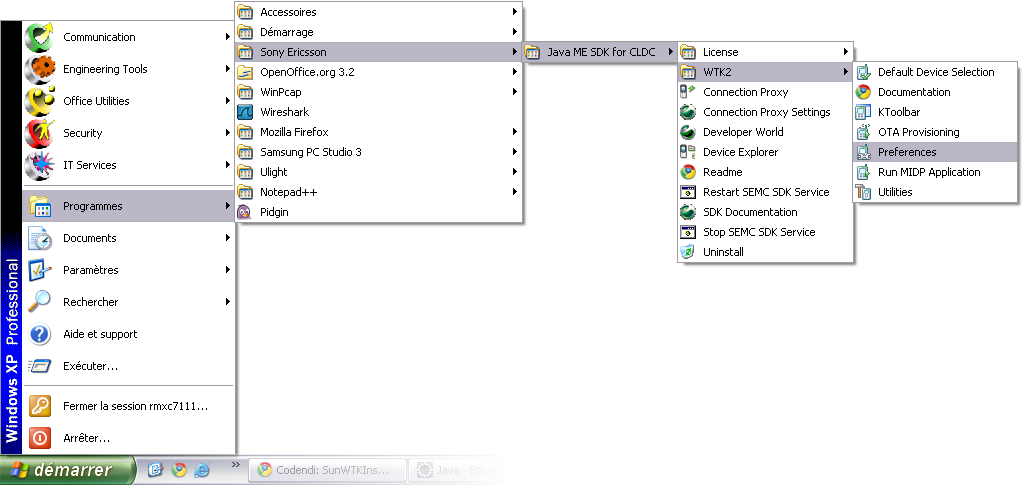 Communication
Engineering Tools
Office Utilities
Security
IT Services
Programmes
Documents
Paramètres
Rechercher
Aide et support
Exécuter...
Fermer la session rmxc7111...
Arrêter...
Windows XP Professional
démarrer
»
Codendi: SunWTKIns...
Java - Eclip
Accessoires
Démarrage
Sony Ericsson
OpenOffice.org 3.2
WinPcap
Wireshark
Mozilla Firefox
Samsung PC Studio 3
Ulight
Notepad++
Pidgin
Java ME SDK for CLDC
License
WTK2
Connection Proxy
Connection Proxy Settings
Developer World
Device Explorer
Readme
Restart SEMC SDK Service
SDK Documentation
Stop SEMC SDK Service
Uninstall
Default Device Selection
Documentation
KToolbar
OTA Provisioning
Preferences
Run MIDP Application
Utilities